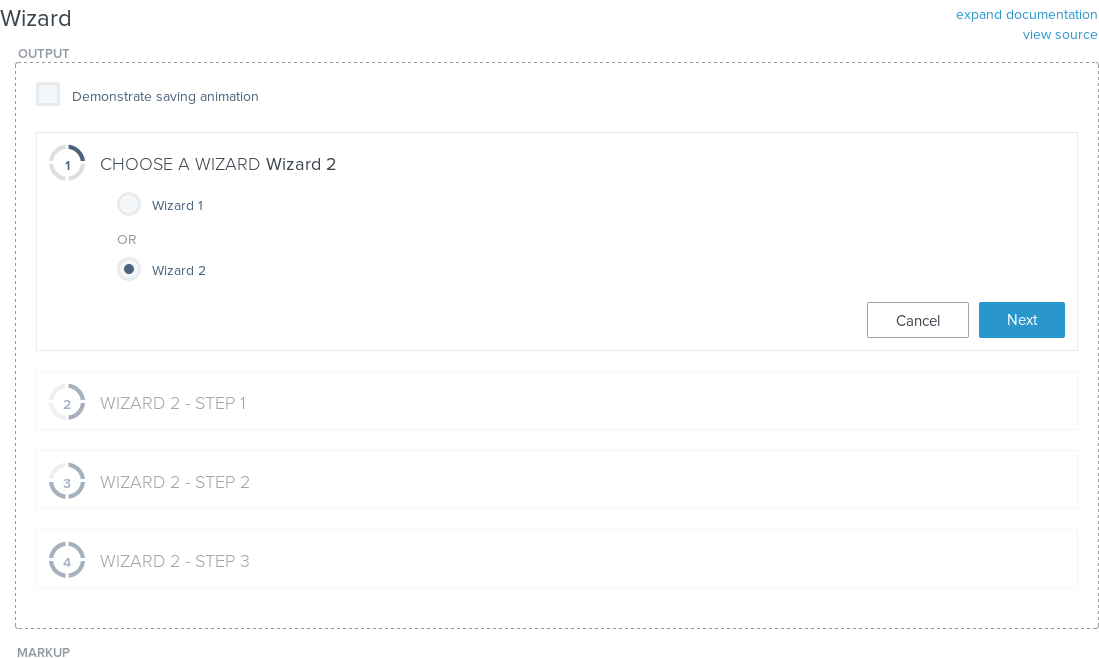 Wizard
expand documentation
view source
OUTPUT
Demonstrate saving animation
1 CHOOSE A WIZARD Wizard 2
Wizard 1
OR
Wizard 2
Cancel Next
2 WIZARD 2 - STEP 1
3 WIZARD 2 - STEP 2
4 WIZARD 2 - STEP 3
MARKUP